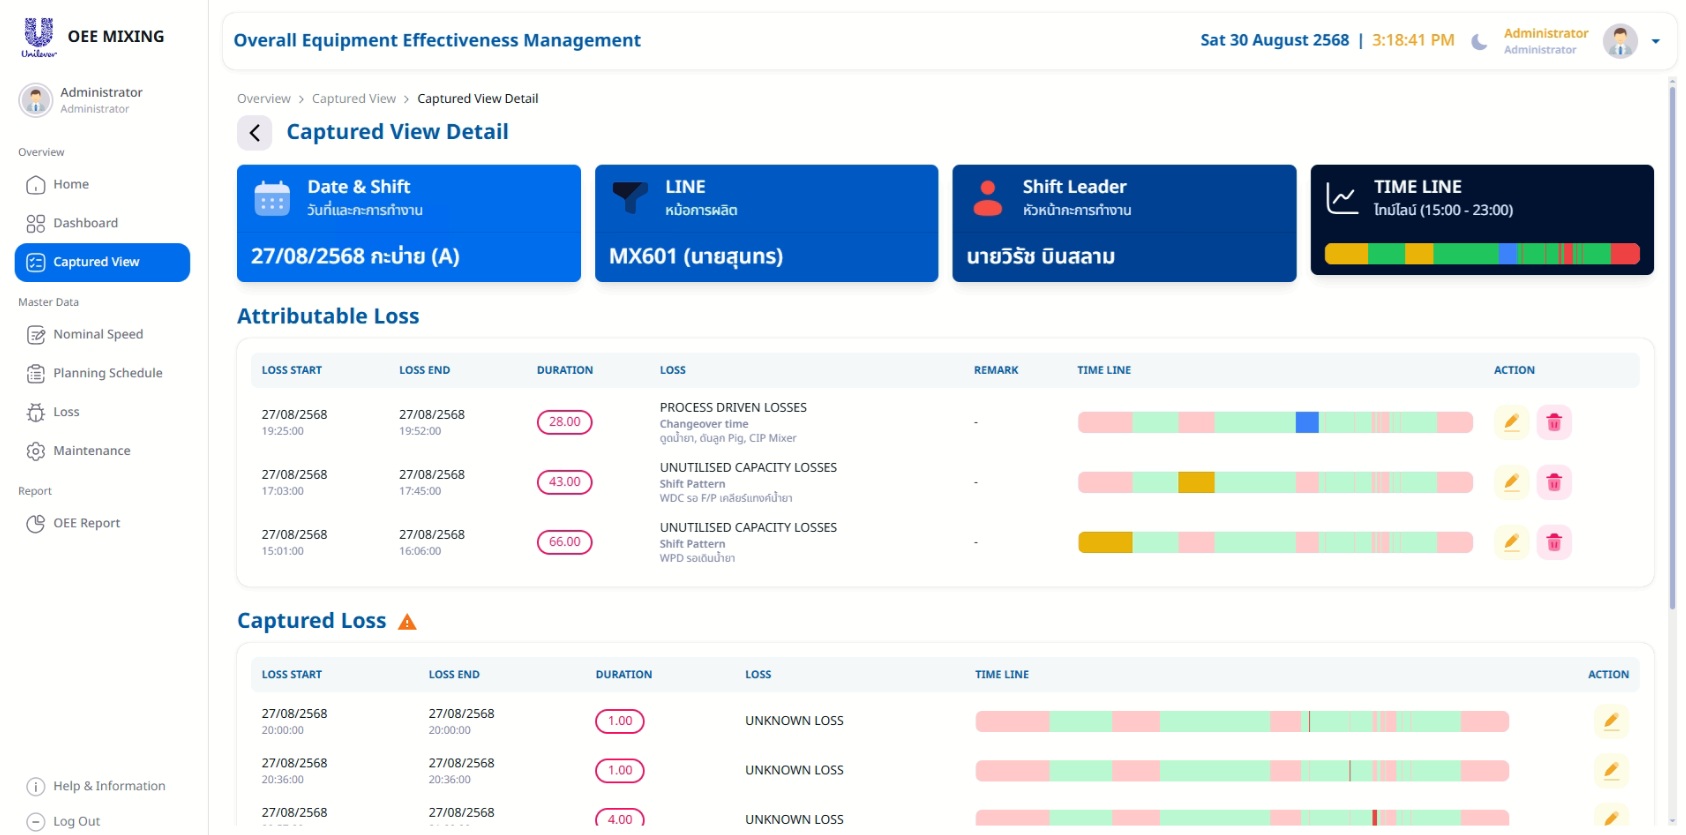 Unilever
OEE MIXING
Administrator
Administrator
Overview
Home
Dashboard
Captured View
Master Data
Nominal Speed
Planning Schedule
Loss
Maintenance
Report
OEE Report
Help & Information
Log Out
Overall Equipment Effectiveness Management
Sat 30 August 2568 | 3:18:41 PM
Administrator
Administrator
Overview > Captured View > Captured View Detail
Captured View Detail
Date & Shift
วันที่และกะการทำงาน
27/08/2568 กะบ่าย (A)
LINE
หม้อการผลิต
MX601 (นายสุนทร)
Shift Leader
หัวหน้ากะการทำงาน
นายวิรัช บินสลาม
TIME LINE
ไทม์ไลน์ (15:00 - 23:00)
Attributable Loss
LOSS START LOSS END DURATION LOSS REMARK TIME LINE ACTION
27/08/2568 27/08/2568 28.00 PROCESS DRIVEN LOSSES -
19:25:00 19:52:00 Changeover time
ดูดน้ำยา, ดันลูก Pig, CIP Mixer
27/08/2568 27/08/2568 43.00 UNUTILISED CAPACITY LOSSES -
17:03:00 17:45:00 Shift Pattern
WDC รอ F/P เคลียร์แทงค์น้ำยา
27/08/2568 27/08/2568 66.00 UNUTILISED CAPACITY LOSSES -
15:01:00 16:06:00 Shift Pattern
WPD รอเดินน้ำยา
Captured Loss
LOSS START LOSS END DURATION LOSS TIME LINE ACTION
27/08/2568 27/08/2568 1.00 UNKNOWN LOSS
20:00:00 20:00:00
27/08/2568 27/08/2568 1.00 UNKNOWN LOSS
20:36:00 20:36:00
27/08/2568 27/08/2568 4.00 UNKNOWN LOSS